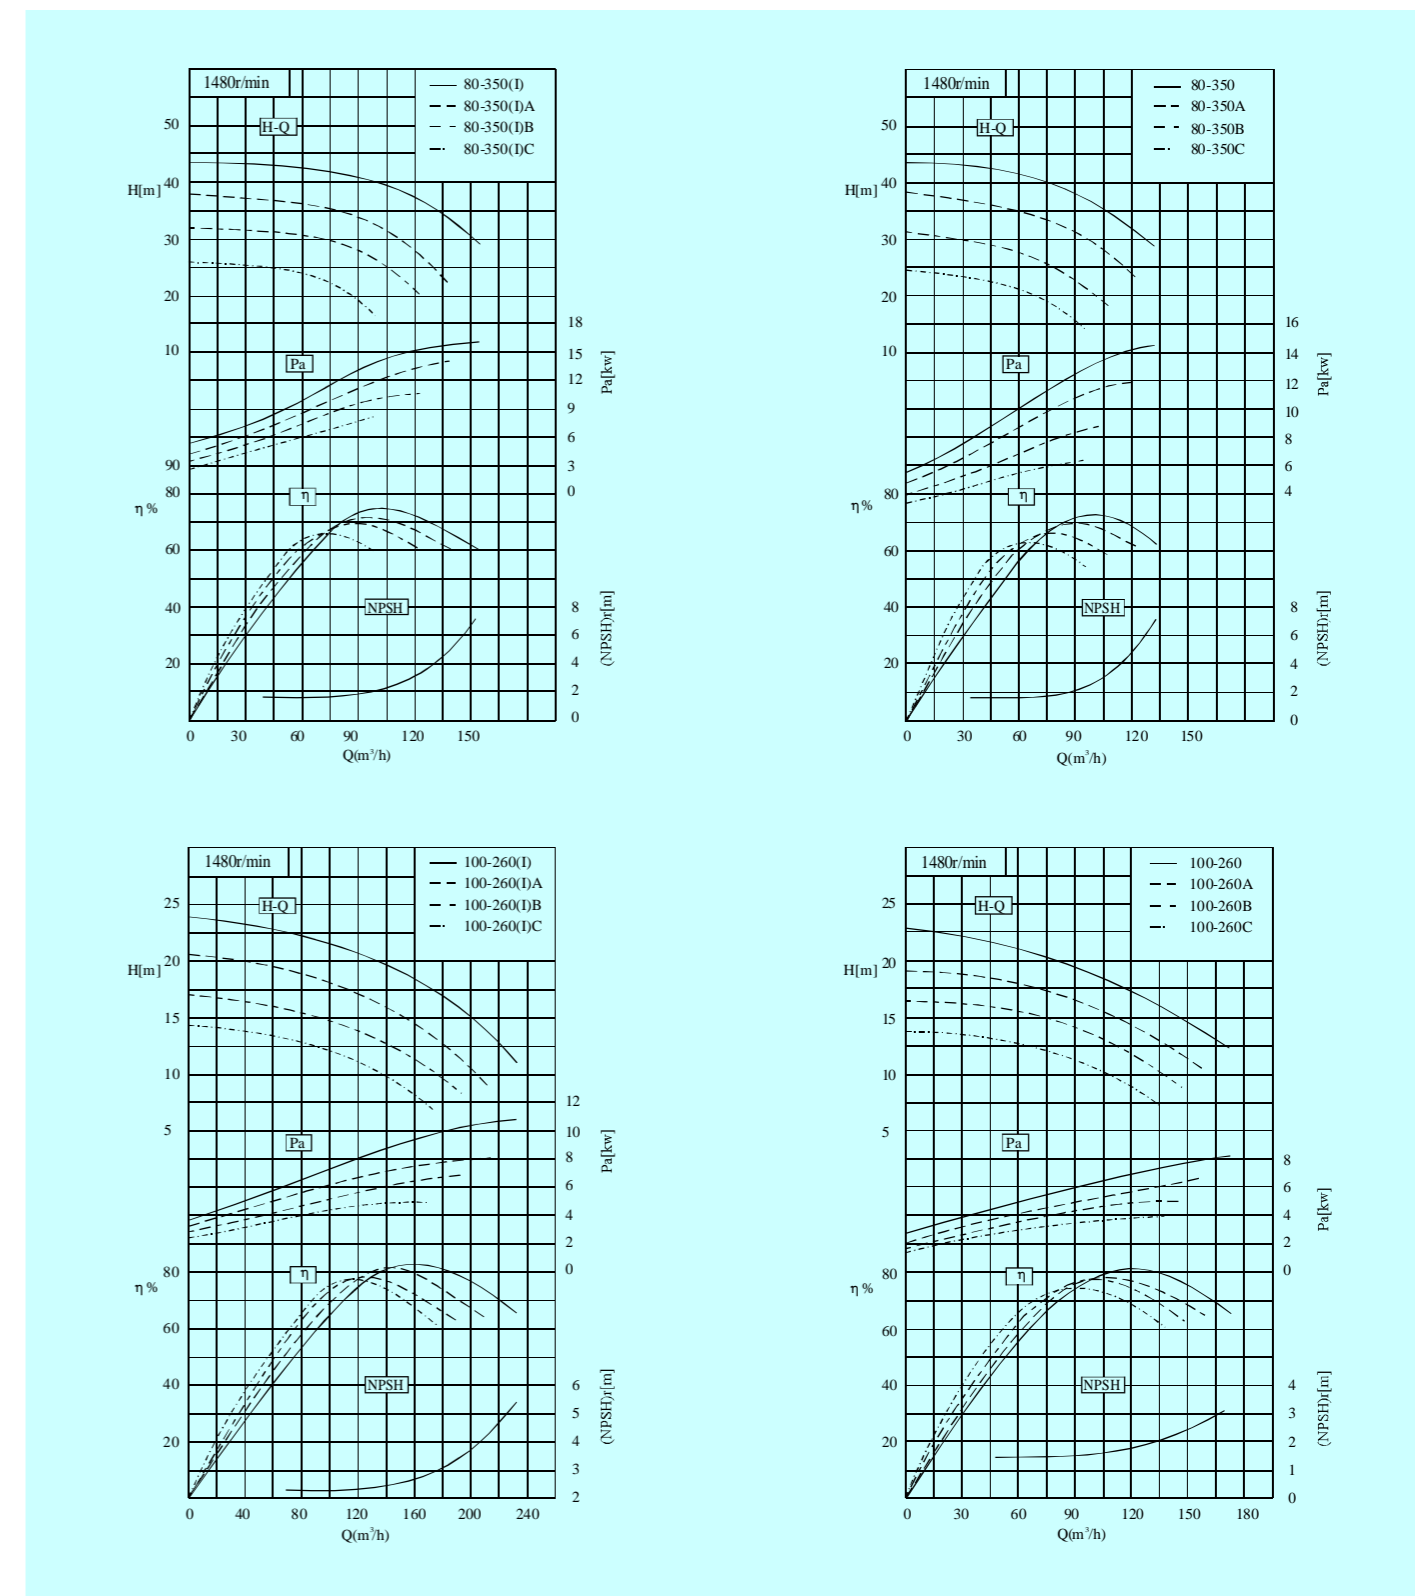 1480r/min
80-350(I)
80-350(I)A
80-350(I)B
80-350(I)C
H-Q
50
H[m] 40
30
20
10
Pa
18
15
12
9
6
3
0
Pa[kw]
90
80
η %
60
40
20
η
NPSH
8
6
4
2
0
(NPSH)r[m]
0 30 60 90 120 150
Q(m³/h)
1480r/min
80-350
80-350A
80-350B
80-350C
H-Q
50
H[m] 40
30
20
10
Pa
16
14
12
10
8
6
4
Pa[kw]
80
η %
60
40
20
η
NPSH
8
6
4
2
0
(NPSH)r[m]
0 30 60 90 120 150
Q(m³/h)
1480r/min
100-260(I)
100-260(I)A
100-260(I)B
100-260(I)C
H-Q
25
H[m] 20
15
10
5
Pa
12
10
8
6
4
2
0
Pa[kw]
80
η %
60
40
20
η
NPSH
6
5
4
3
2
(NPSH)r[m]
0 40 80 120 160 200 240
Q(m³/h)
1480r/min
100-260
100-260A
100-260B
100-260C
H-Q
25
H[m] 20
15
10
5
Pa
8
6
4
2
0
Pa[kw]
80
η %
60
40
20
η
NPSH
4
3
2
1
0
(NPSH)r[m]
0 30 60 90 120 150 180
Q(m³/h)